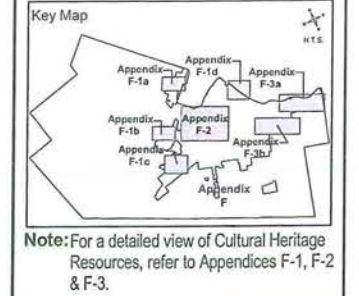 Key Map
N.T.S.
Appendix
F-1a
Appendix
F-1d
Appendix
F-3a
Appendix
F-1b
Appendix
F-2
Appendix
F-1c
Appendix
F-3b
Appendix
F
Note: For a detailed view of Cultural Heritage
Resources, refer to Appendices F-1, F-2
& F-3.